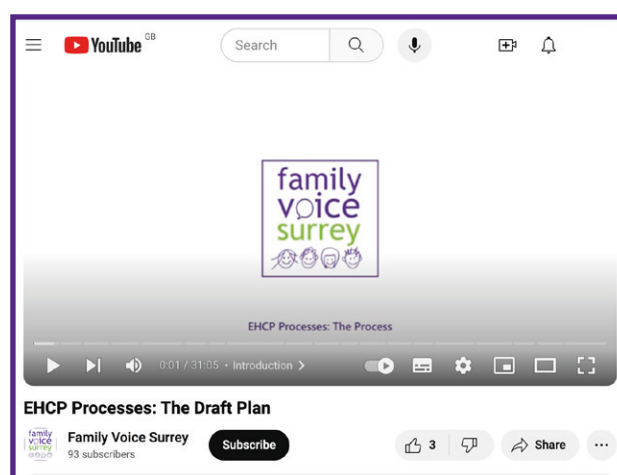 YouTube GB
Search
family
voice
surrey
EHCP Processes: The Process
0:01 / 31:05 • Introduction >
EHCP Processes: The Draft Plan
family
voice
surrey
Family Voice Surrey
93 subscribers
Subscribe
3
Share